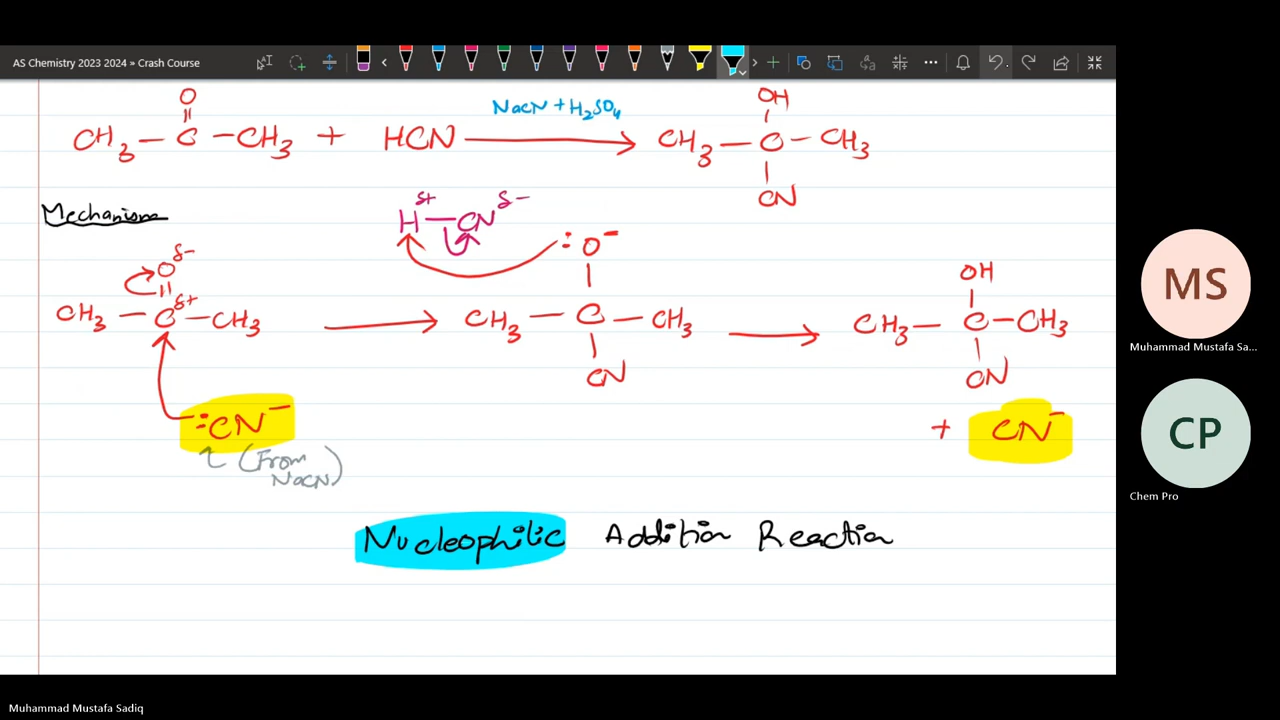 AS Chemistry 2023 2024 » Crash Course
O
NaCN + H₂SO₄
OH
CH₃ — C — CH₃ + HCN → CH₃ — C — CH₃
CN
Mechanism
δ+ δ−
H — CN
:O⁻
δ−
O
OH
δ+
CH₃ — C — CH₃ → CH₃ — C — CH₃ → CH₃ — C — CH₃
CN
CN
:CN⁻
+ CN⁻
(From
NaCN)
Nucleophilic Addition Reaction
MS
Muhammad Mustafa Sa...
CP
Chem Pro
Muhammad Mustafa Sadiq